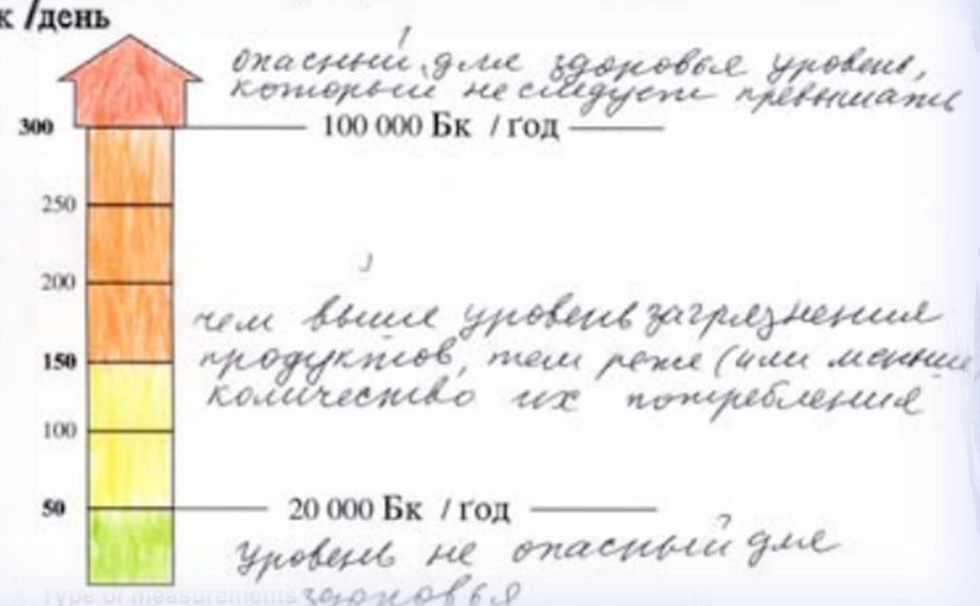 к /день
опасный для здоровья уровень,
который не следует превышать
300 100 000 Бк / ґод
250
200
чем выше уровень загрязнения
150 продуктов, тем реже (или меньше
количество их потребления
100
50 20 000 Бк / ґод
уровень не опасный для
здоровья
Type of measurements